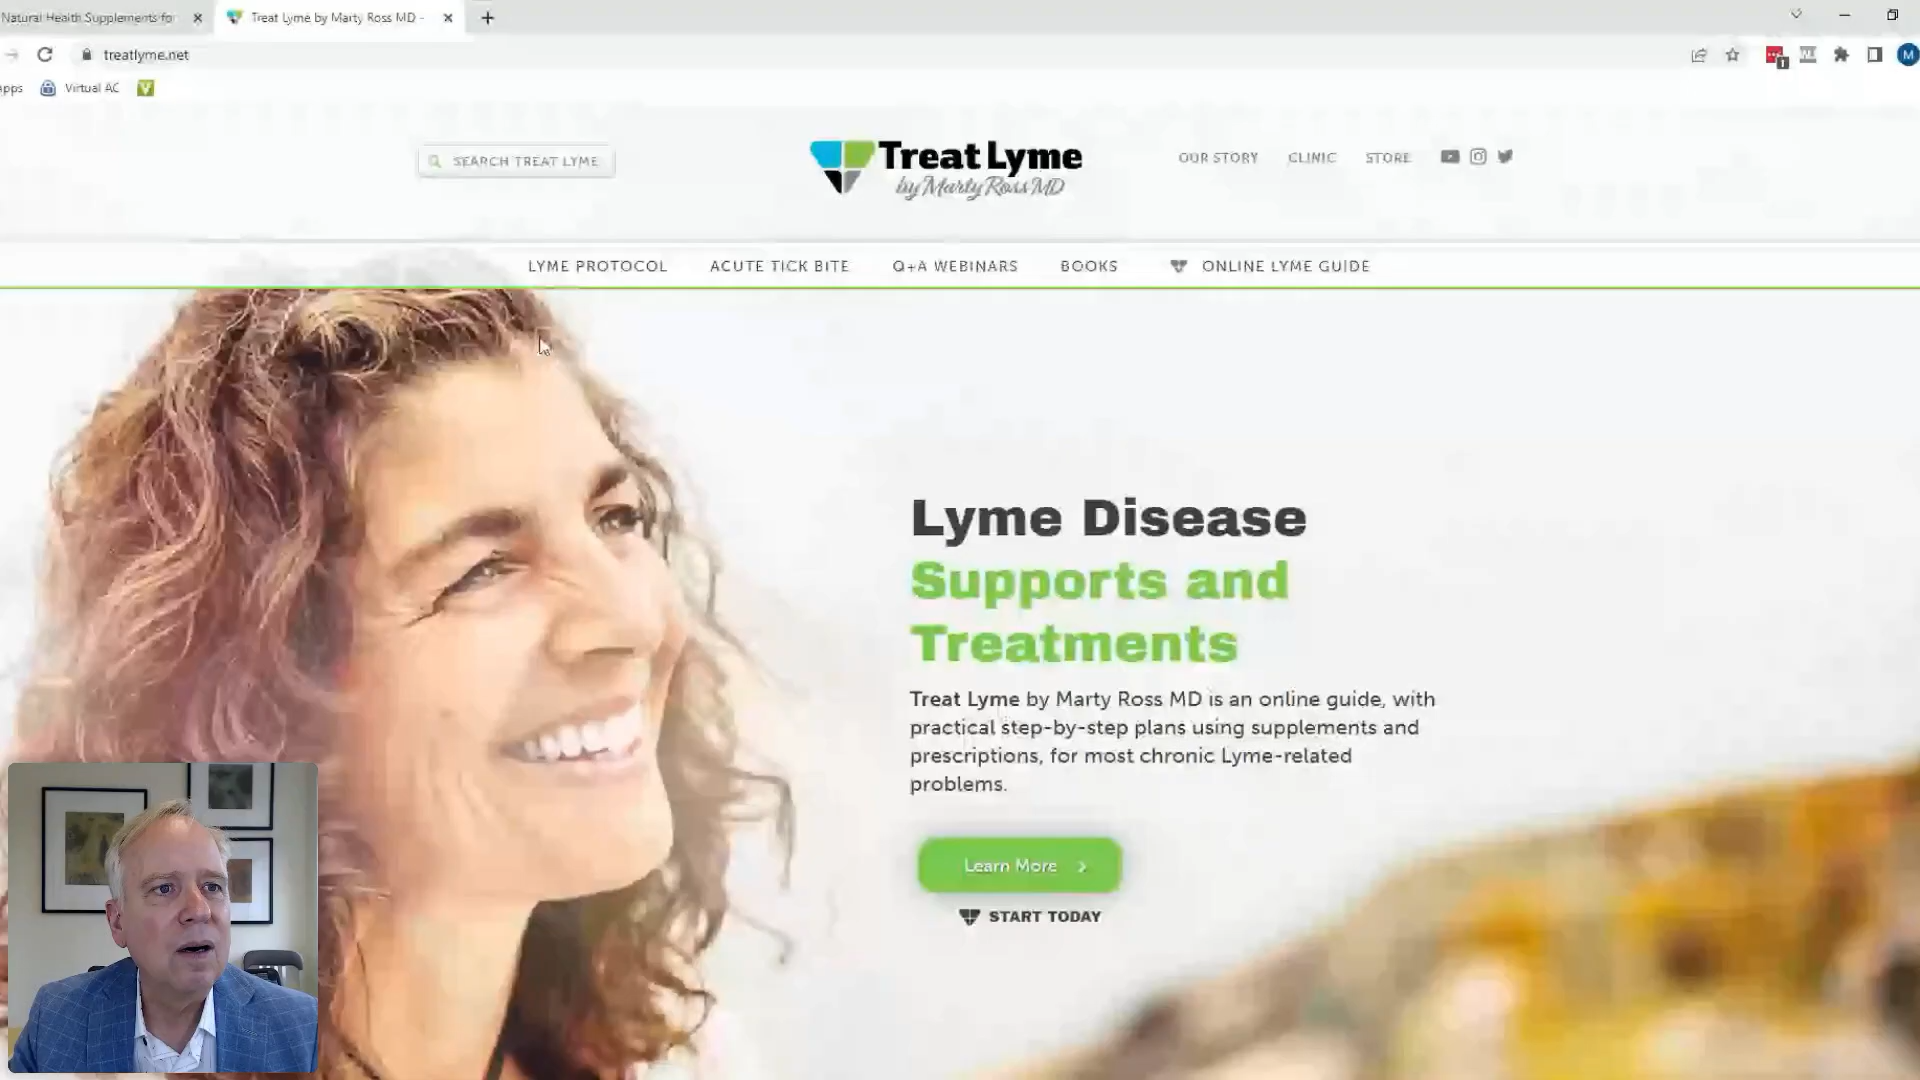 Natural Health Supplements for
Treat Lyme by Marty Ross MD -
treatlyme.net
M
apps
Virtual AC
V
SEARCH TREAT LYME
Treat Lyme
by Marty Ross MD
OUR STORY
CLINIC
STORE
LYME PROTOCOL
ACUTE TICK BITE
Q+A WEBINARS
BOOKS
ONLINE LYME GUIDE
Lyme Disease
Supports and
Treatments
Treat Lyme by Marty Ross MD is an online guide, with
practical step-by-step plans using supplements and
prescriptions, for most chronic Lyme-related
problems.
Learn More
START TODAY